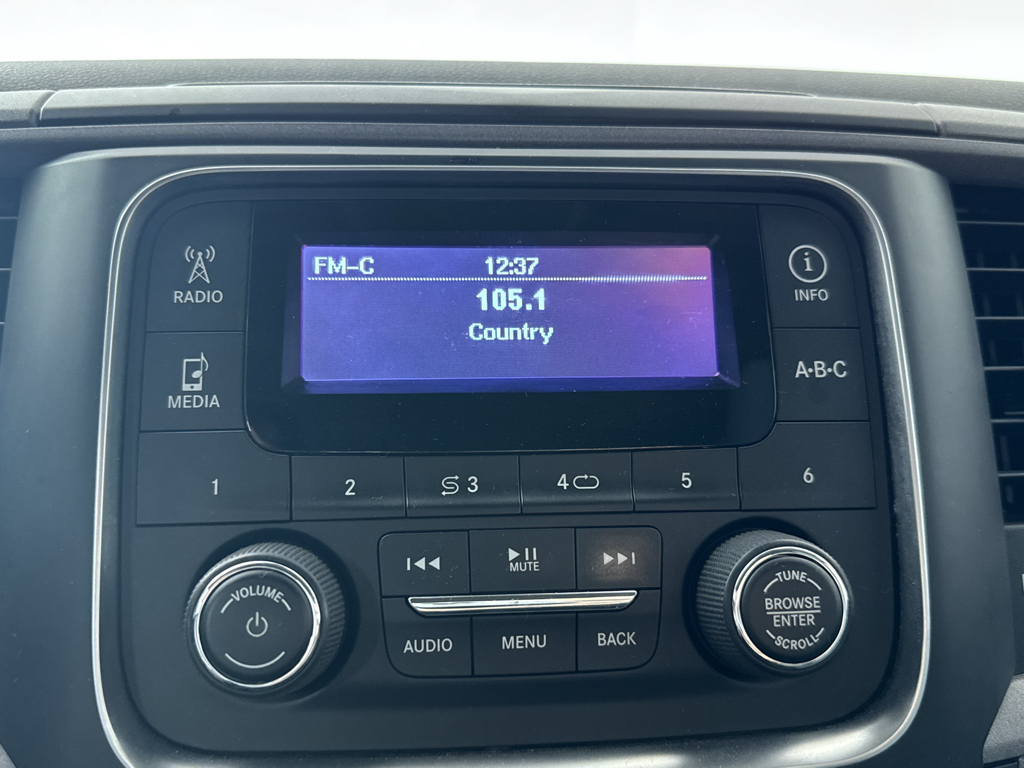 RADIO
MEDIA
FM-C 12:37
105.1
Country
INFO
A•B•C
1 2 3 4 5 6
VOLUME
MUTE
AUDIO MENU BACK
TUNE
BROWSE
ENTER
SCROLL